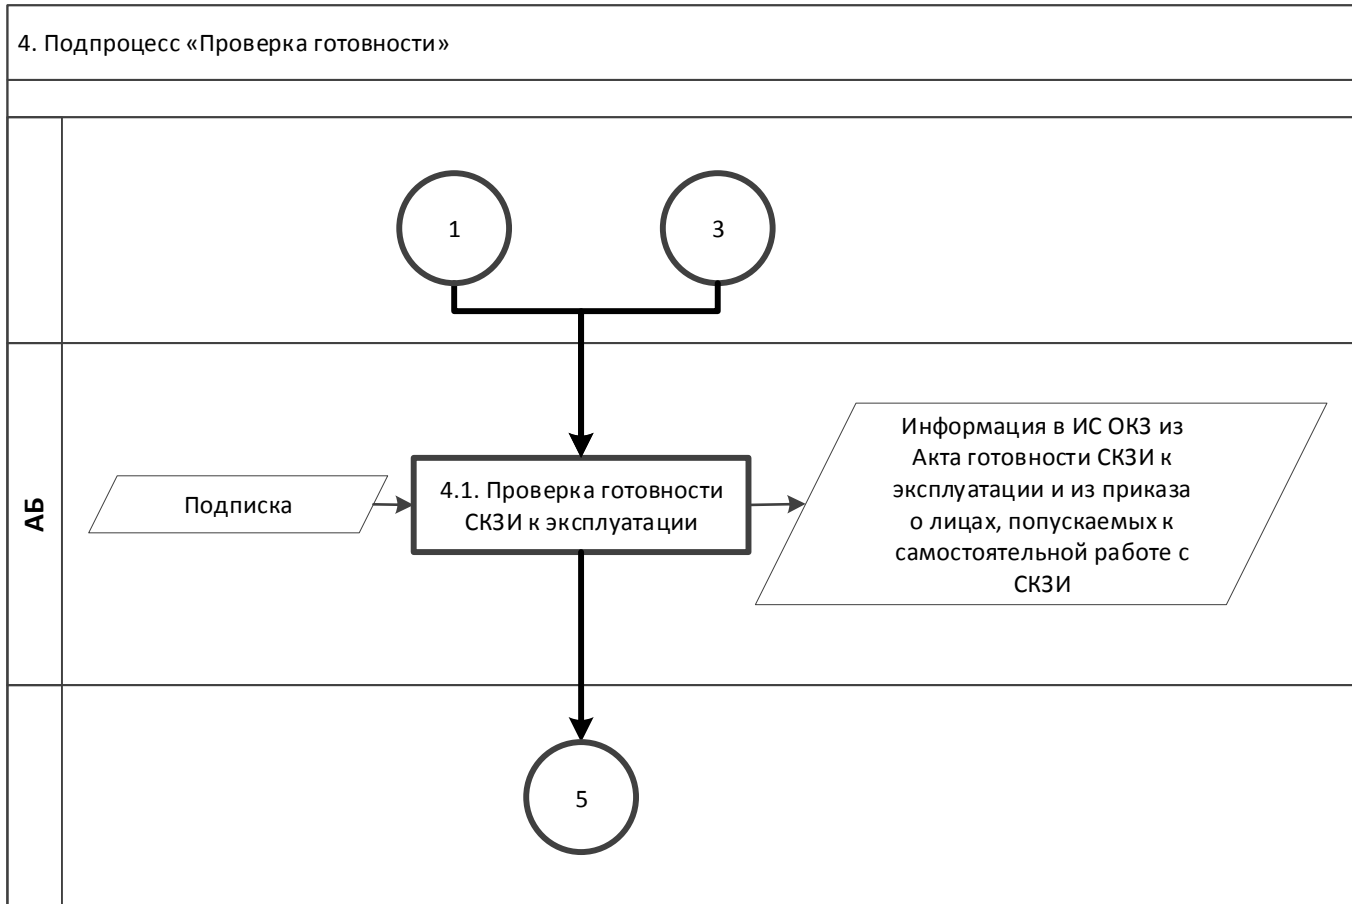 4. Подпроцесс «Проверка готовности»
1
3
АБ
Подписка
4.1. Проверка готовности
СКЗИ к эксплуатации
Информация в ИС ОКЗ из
Акта готовности СКЗИ к
эксплуатации и из приказа
о лицах, попускаемых к
самостоятельной работе с
СКЗИ
5